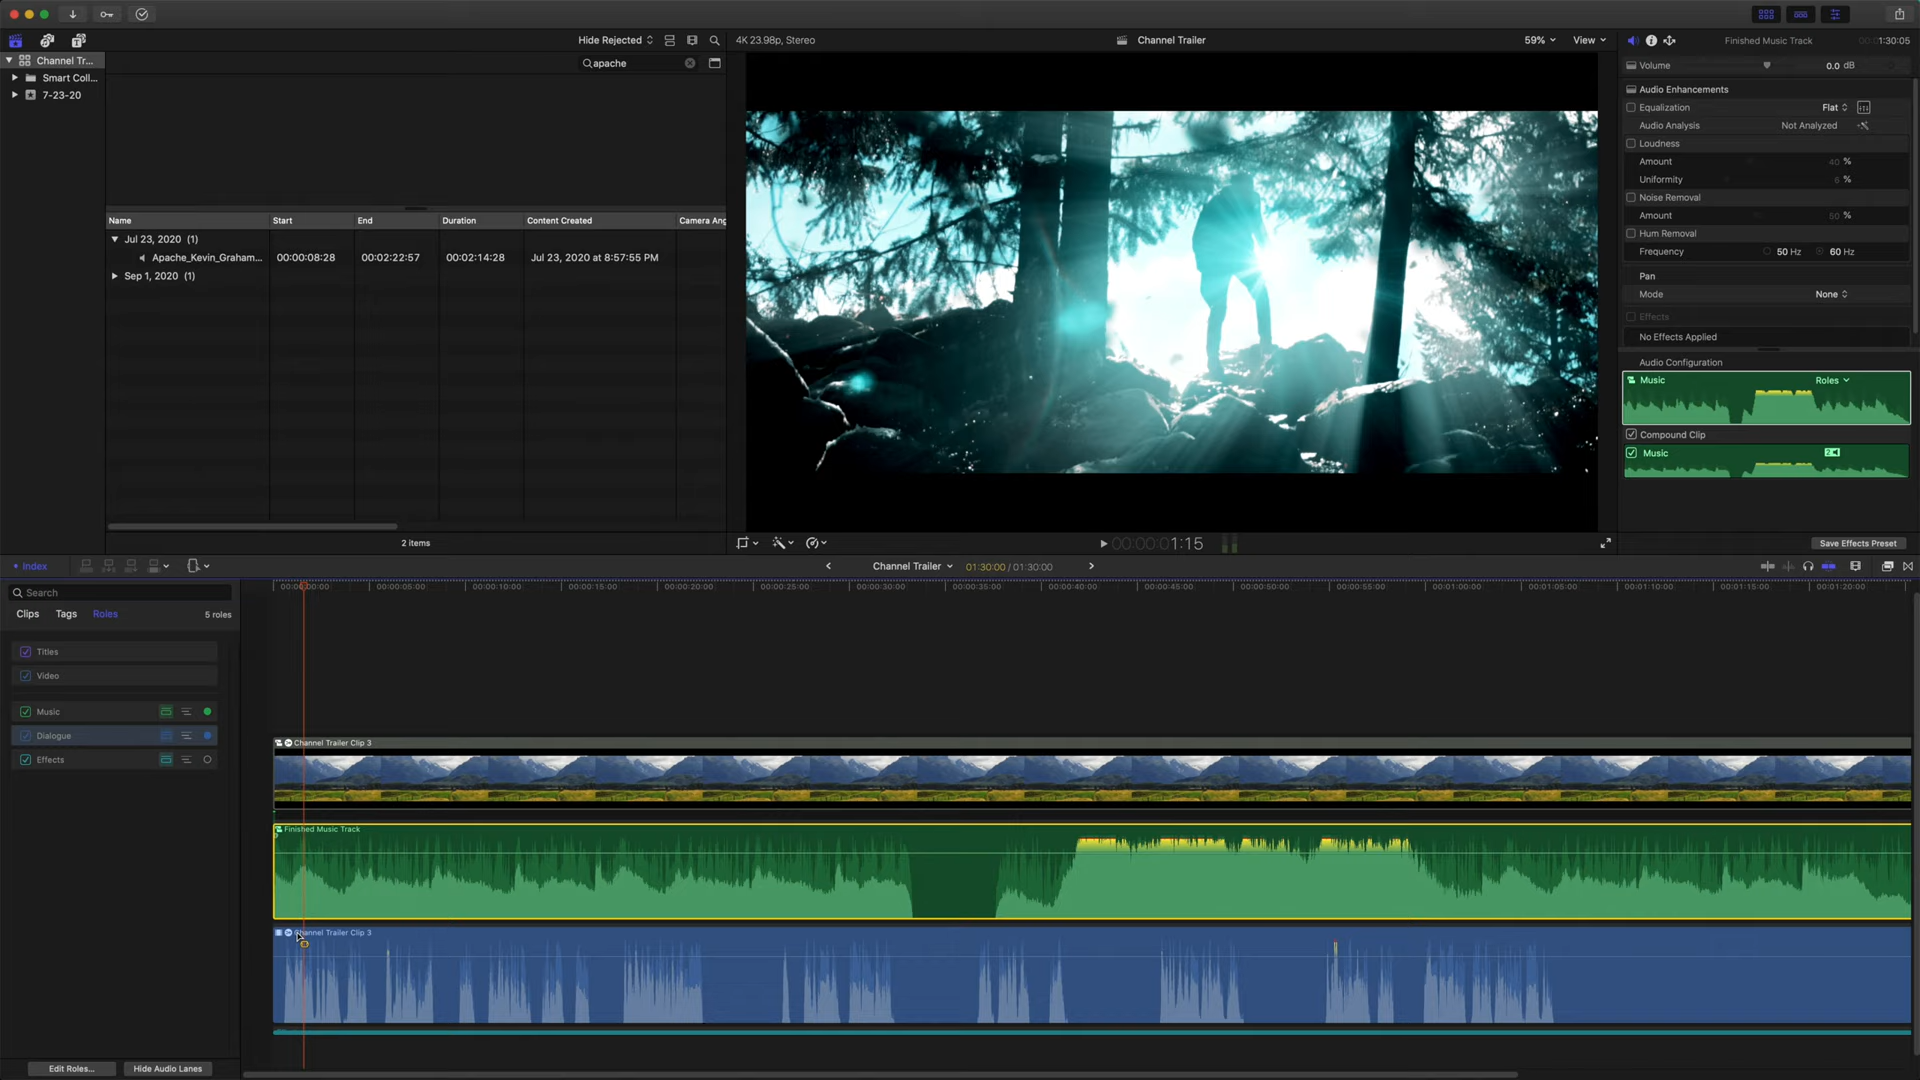 Hide Rejected
4K 23.98p, Stereo
Channel Trailer
59%
View
Finished Music Track
1:30:05
Channel Tr...
Smart Coll...
7-23-20
apache
Volume
0.0 dB
Audio Enhancements
Equalization
Flat
Audio Analysis
Not Analyzed
Loudness
Amount
40 %
Uniformity
%
Noise Removal
Amount
50 %
Hum Removal
Frequency
50 Hz
60 Hz
Pan
Mode
None
Effects
No Effects Applied
Audio Configuration
Music
Roles
Compound Clip
Music
2
Save Effects Preset
Name
Start
End
Duration
Content Created
Camera Ang
Jul 23, 2020 (1)
Apache_Kevin_Graham...
00:00:08:28
00:02:22:57
00:02:14:28
Jul 23, 2020 at 8:57:55 PM
Sep 1, 2020 (1)
2 items
00:00:01:15
Index
Channel Trailer
01:30:00 / 01:30:00
Search
Clips
Tags
Roles
5 roles
Titles
Video
Music
Dialogue
Effects
Edit Roles...
Hide Audio Lanes
00:00:00:00
00:00:05:00
00:00:10:00
00:00:15:00
00:00:20:00
00:00:25:00
00:00:30:00
00:00:35:00
00:00:40:00
00:00:45:00
00:00:50:00
00:00:55:00
00:01:00:00
00:01:05:00
00:01:10:00
00:01:15:00
00:01:20:00
Channel Trailer Clip 3
Finished Music Track
Channel Trailer Clip 3